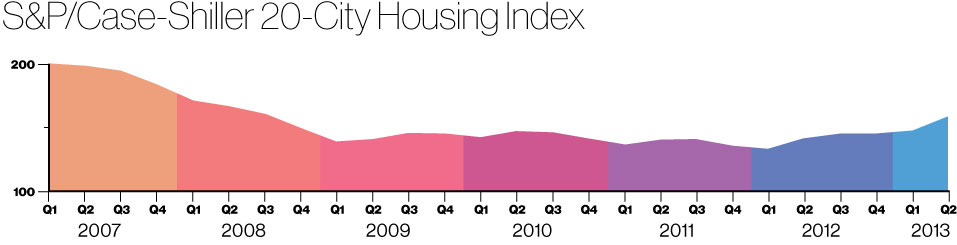 S&P/Case-Shiller 20-City Housing Index
200
100
Q1 Q2 Q3 Q4 Q1 Q2 Q3 Q4 Q1 Q2 Q3 Q4 Q1 Q2 Q3 Q4 Q1 Q2 Q3 Q4 Q1 Q2 Q3 Q4 Q1 Q2
2007 2008 2009 2010 2011 2012 2013